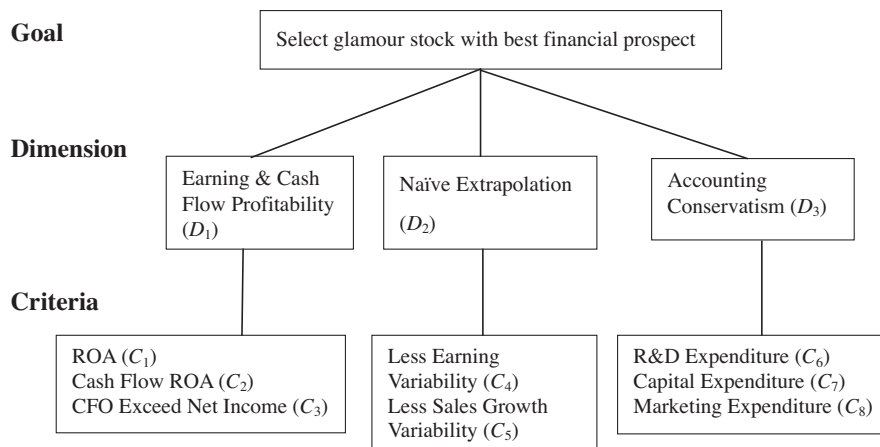 Goal
Select glamour stock with best financial prospect
Dimension
Earning & Cash
Flow Profitability
(D₁)
Naïve Extrapolation
(D₂)
Accounting
Conservatism (D₃)
Criteria
ROA (C₁)
Cash Flow ROA (C₂)
CFO Exceed Net Income (C₃)
Less Earning
Variability (C₄)
Less Sales Growth
Variability (C₅)
R&D Expenditure (C₆)
Capital Expenditure (C₇)
Marketing Expenditure (C₈)